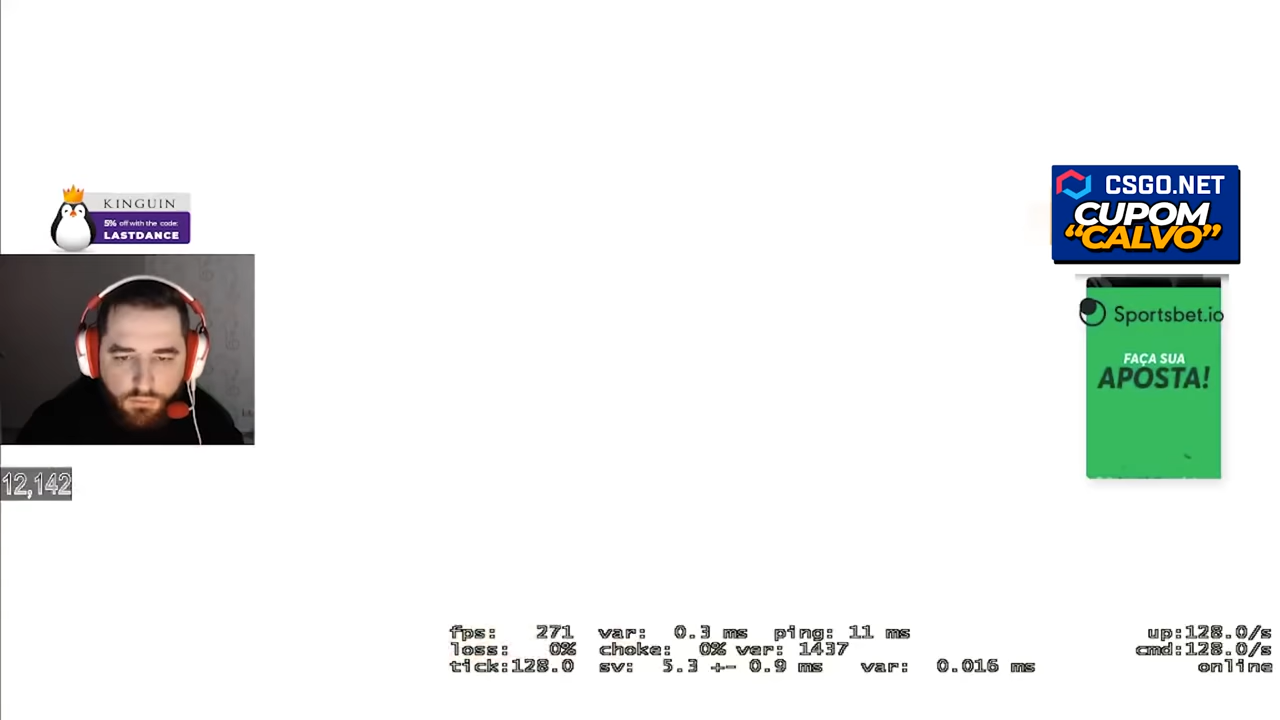 KINGUIN
5% off with the code:
LASTDANCE
CSGO.NET
CUPOM
“CALVO”
Sportsbet.io
FAÇA SUA
APOSTA!
12,142
fps: 271 var: 0.3 ms ping: 11 ms
loss: 0% choke: 0% var: 1437
tick:128.0 sv: 5.3 +- 0.9 ms var: 0.016 ms
up:128.0/s
cmd:128.0/s
online